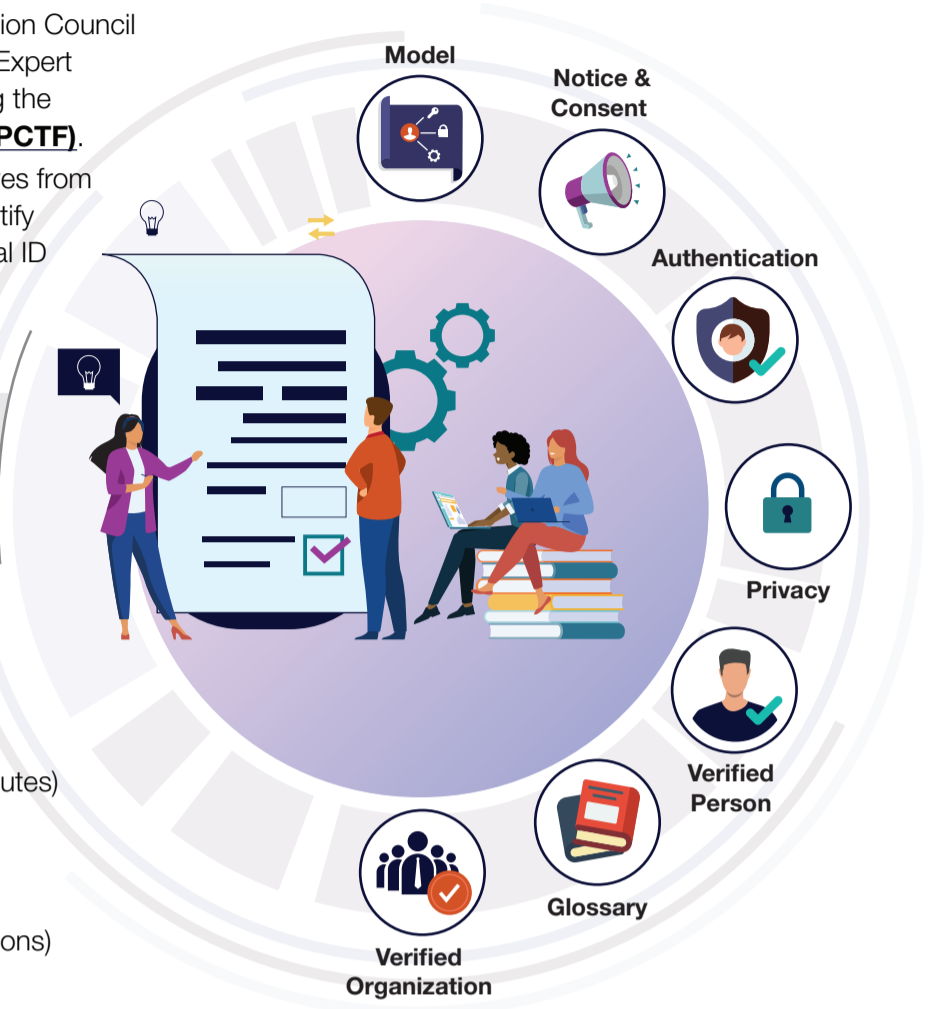 ion Council
Expert
g the
PCTF).
ves from
tify
al ID
Model
Notice &
Consent
Authentication
Privacy
Verified
Person
Glossary
Verified
Organization
utes)
ons)